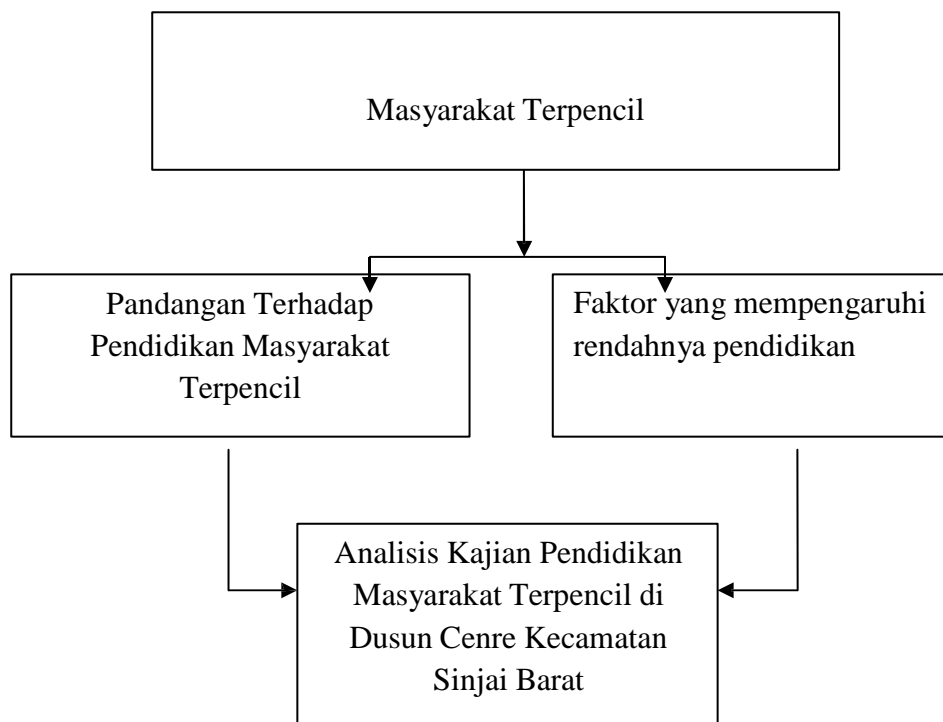 Masyarakat Terpencil
Pandangan Terhadap
Pendidikan Masyarakat
Terpencil
Faktor yang mempengaruhi
rendahnya pendidikan
Analisis Kajian Pendidikan
Masyarakat Terpencil di
Dusun Cenre Kecamatan
Sinjai Barat